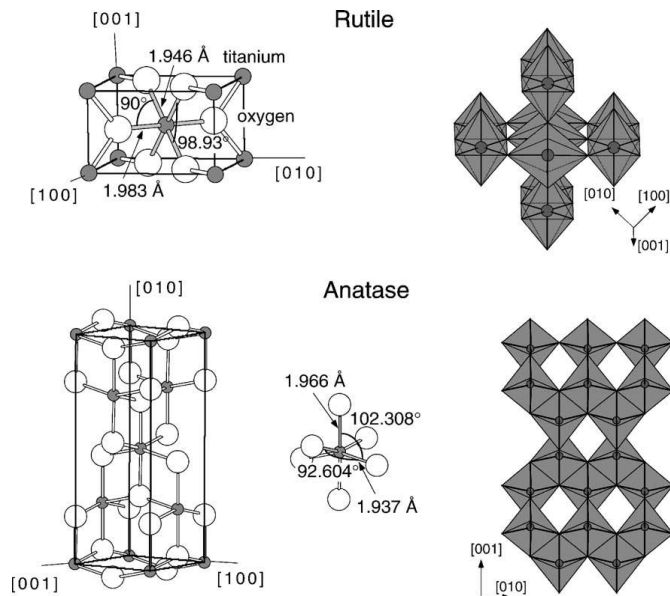 Rutile
[001]
1.946 Å
titanium
90°
oxygen
98.93°
[010]
[100]
1.983 Å
[010]
[100]
[001]
Anatase
[010]
1.966 Å
102.308°
92.604°
1.937 Å
[001]
[100]
[001]
[010]